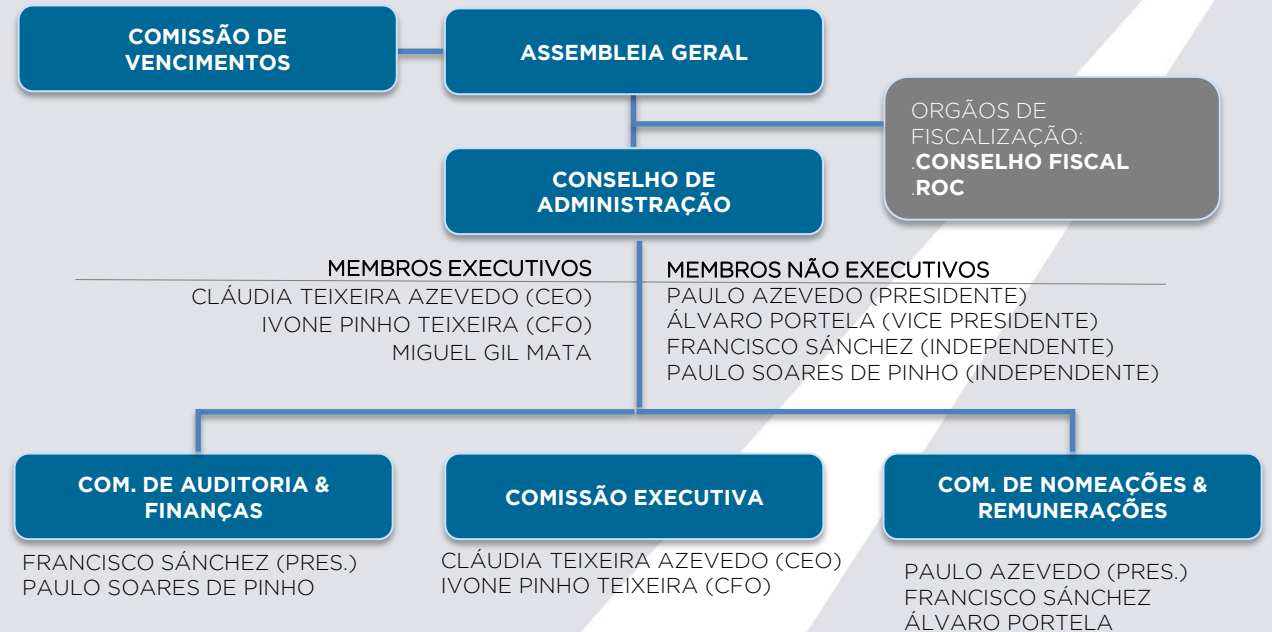 COMISSÃO DE
VENCIMENTOS
ASSEMBLEIA GERAL
ORGÃOS DE
FISCALIZAÇÃO:
.CONSELHO FISCAL
.ROC
CONSELHO DE
ADMINISTRAÇÃO
MEMBROS EXECUTIVOS
CLÁUDIA TEIXEIRA AZEVEDO (CEO)
IVONE PINHO TEIXEIRA (CFO)
MIGUEL GIL MATA
MEMBROS NÃO EXECUTIVOS
PAULO AZEVEDO (PRESIDENTE)
ÁLVARO PORTELA (VICE PRESIDENTE)
FRANCISCO SÁNCHEZ (INDEPENDENTE)
PAULO SOARES DE PINHO (INDEPENDENTE)
COM. DE AUDITORIA &
FINANÇAS
FRANCISCO SÁNCHEZ (PRES.)
PAULO SOARES DE PINHO
COMISSÃO EXECUTIVA
CLÁUDIA TEIXEIRA AZEVEDO (CEO)
IVONE PINHO TEIXEIRA (CFO)
COM. DE NOMEAÇÕES &
REMUNERAÇÕES
PAULO AZEVEDO (PRES.)
FRANCISCO SÁNCHEZ
ÁLVARO PORTELA